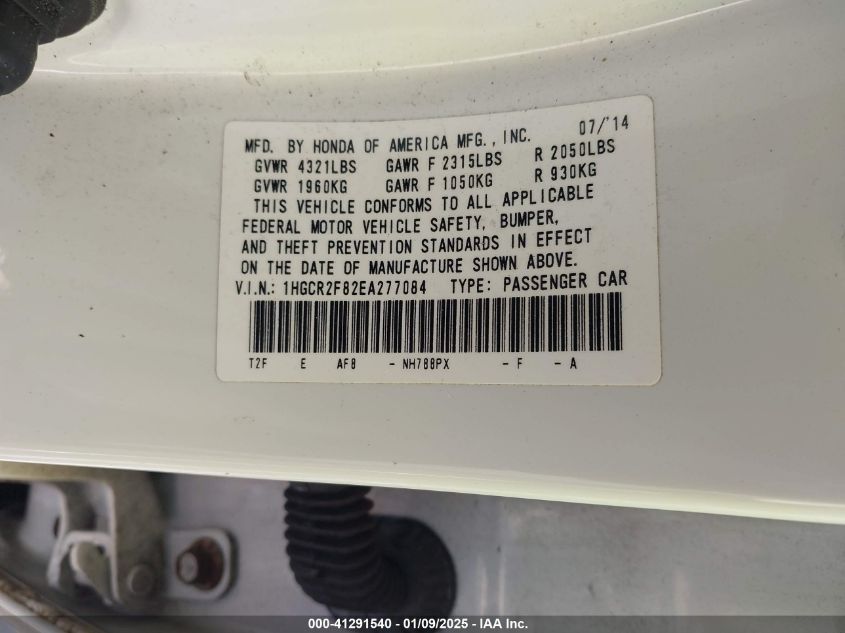 MFD. BY HONDA OF AMERICA MFG., INC. 07/'14
GVWR 4321LBS GAWR F 2315LBS R 2050LBS
GVWR 1960KG GAWR F 1050KG R 930KG
THIS VEHICLE CONFORMS TO ALL APPLICABLE
FEDERAL MOTOR VEHICLE SAFETY, BUMPER,
AND THEFT PREVENTION STANDARDS IN EFFECT
ON THE DATE OF MANUFACTURE SHOWN ABOVE.
V.I.N.: 1HGCR2F82EA277084 TYPE: PASSENGER CAR
T2F E AF8 - NH788PX - F - A
000-41291540 - 01/09/2025 - IAA Inc.